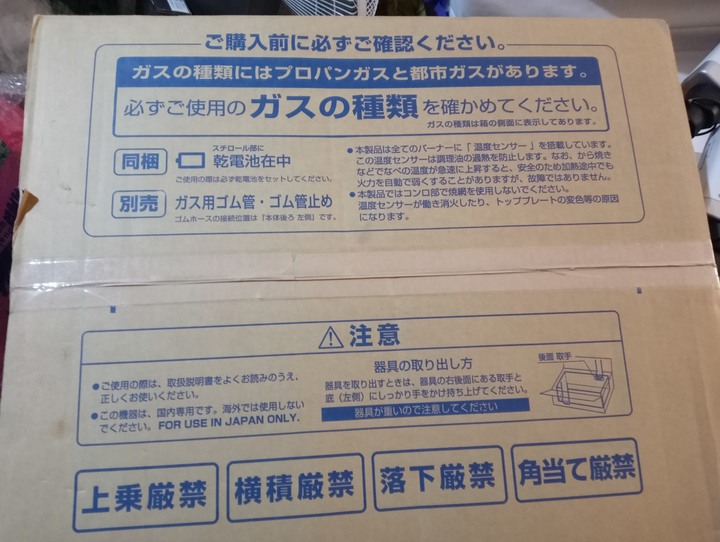 ご購入前に必ずご確認ください。
ガスの種類にはプロパンガスと都市ガスがあります。
必ずご使用のガスの種類を確かめてください。
ガスの種類は箱の側面に表示してあります。
同梱
スチロール部に
乾電池在中
ご使用の際は必ず乾電池をセットしてください。
別売
ガス用ゴム管・ゴム管止め
ゴムホースの接続位置は「本体後ろ 左側」です。
●本製品は全てのバーナーに「 温度センサー 」を搭載しています。
この温度センサーは調理油の過熱を防止します。なお、から焼き
などでなべの温度が急速に上昇すると、安全のため加熱途中でも
火力を自動で弱くすることがありますが、故障ではありません。
●本製品ではコンロ部で焼網を使用しないでください。
温度センサーが働き消火したり、トッププレートの変色等の原因
になります。
⚠注意
●ご使用の際は、取扱説明書をよくお読みのうえ、
正しくお使いください。
●この機器は、国内専用です。海外では使用しない
でください。FOR USE IN JAPAN ONLY.
器具の取り出し方
器具を取り出すときは、器具の右後面にある取手と
底（左側）にしっかり手をかけ持ち上げてください。
器具が重いので注意してください
後面 取手
上乗厳禁
横積厳禁
落下厳禁
角当て厳禁